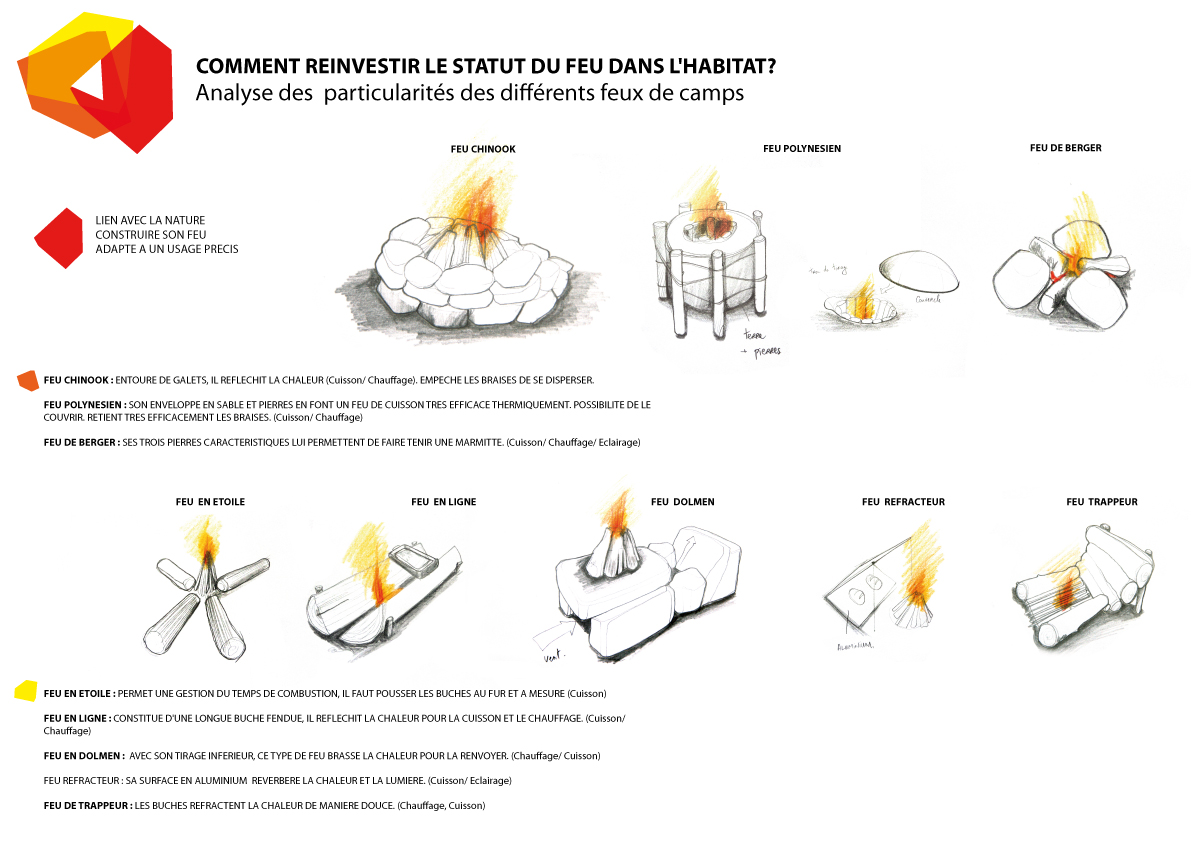 COMMENT REINVESTIR LE STATUT DU FEU DANS L'HABITAT?
Analyse des particularités des différents feux de camps
FEU CHINOOK
FEU POLYNESIEN
FEU DE BERGER
LIEN AVEC LA NATURE
CONSTRUIRE SON FEU
ADAPTE A UN USAGE PRECIS
Couvercle
terre
+ pierres
FEU CHINOOK : ENTOURE DE GALETS, IL REFLECHIT LA CHALEUR (Cuisson/ Chauffage). EMPECHE LES BRAISES DE SE DISPERSER.
FEU POLYNESIEN : SON ENVELOPPE EN SABLE ET PIERRES EN FONT UN FEU DE CUISSON TRES EFFICACE THERMIQUEMENT. POSSIBILITE DE LE
COUVRIR. RETIENT TRES EFFICACEMENT LES BRAISES. (Cuisson/ Chauffage)
FEU DE BERGER : SES TROIS PIERRES CARACTERISTIQUES LUI PERMETTENT DE FAIRE TENIR UNE MARMITTE. (Cuisson/ Chauffage/ Eclairage)
FEU EN ETOILE
FEU EN LIGNE
FEU DOLMEN
FEU REFRACTEUR
FEU TRAPPEUR
vent.
ALUMINIUM.
FEU EN ETOILE : PERMET UNE GESTION DU TEMPS DE COMBUSTION, IL FAUT POUSSER LES BUCHES AU FUR ET A MESURE (Cuisson)
FEU EN LIGNE : CONSTITUE D'UNE LONGUE BUCHE FENDUE, IL REFLECHIT LA CHALEUR POUR LA CUISSON ET LE CHAUFFAGE. (Cuisson/
Chauffage)
FEU EN DOLMEN : AVEC SON TIRAGE INFERIEUR, CE TYPE DE FEU BRASSE LA CHALEUR POUR LA RENVOYER. (Chauffage/ Cuisson)
FEU REFRACTEUR : SA SURFACE EN ALUMINIUM REVERBERE LA CHALEUR ET LA LUMIERE. (Cuisson/ Eclairage)
FEU DE TRAPPEUR : LES BUCHES REFRACTENT LA CHALEUR DE MANIERE DOUCE. (Chauffage, Cuisson)